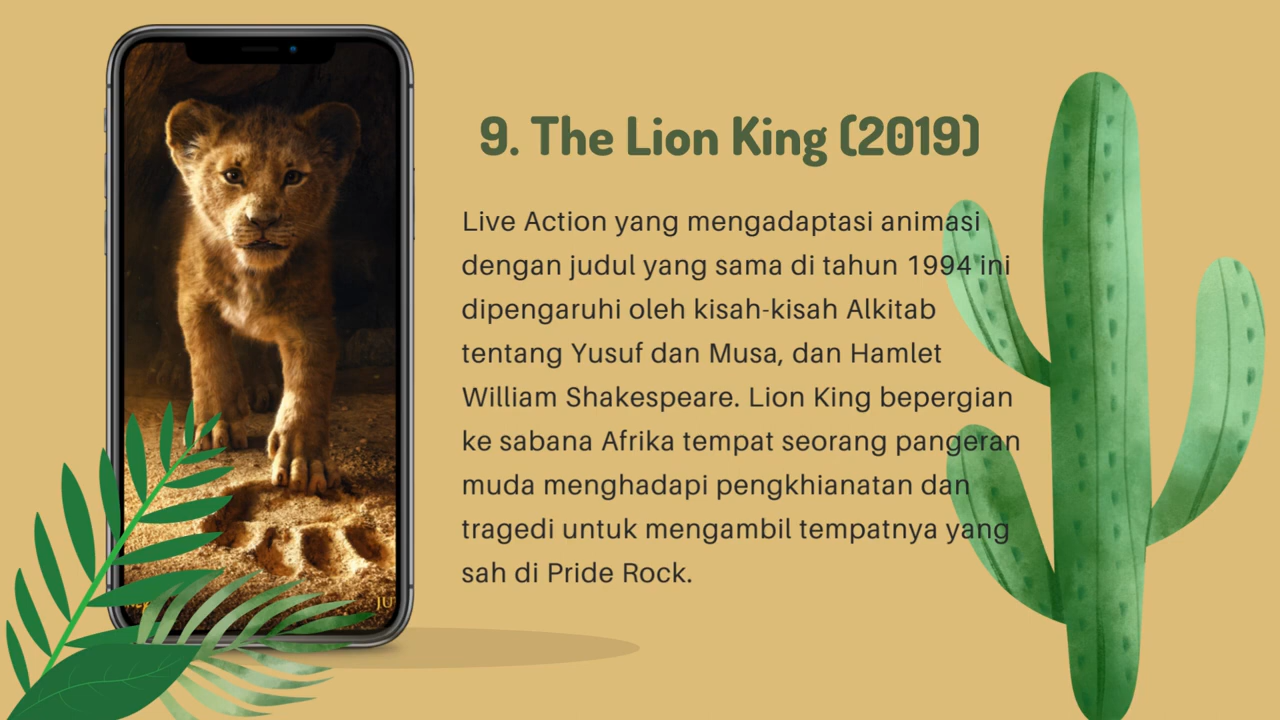 9. The Lion King (2019)
Live Action yang mengadaptasi animasi
dengan judul yang sama di tahun 1994 ini
dipengaruhi oleh kisah-kisah Alkitab
tentang Yusuf dan Musa, dan Hamlet
William Shakespeare. Lion King bepergian
ke sabana Afrika tempat seorang pangeran
muda menghadapi pengkhianatan dan
tragedi untuk mengambil tempatnya yang
sah di Pride Rock.
JU